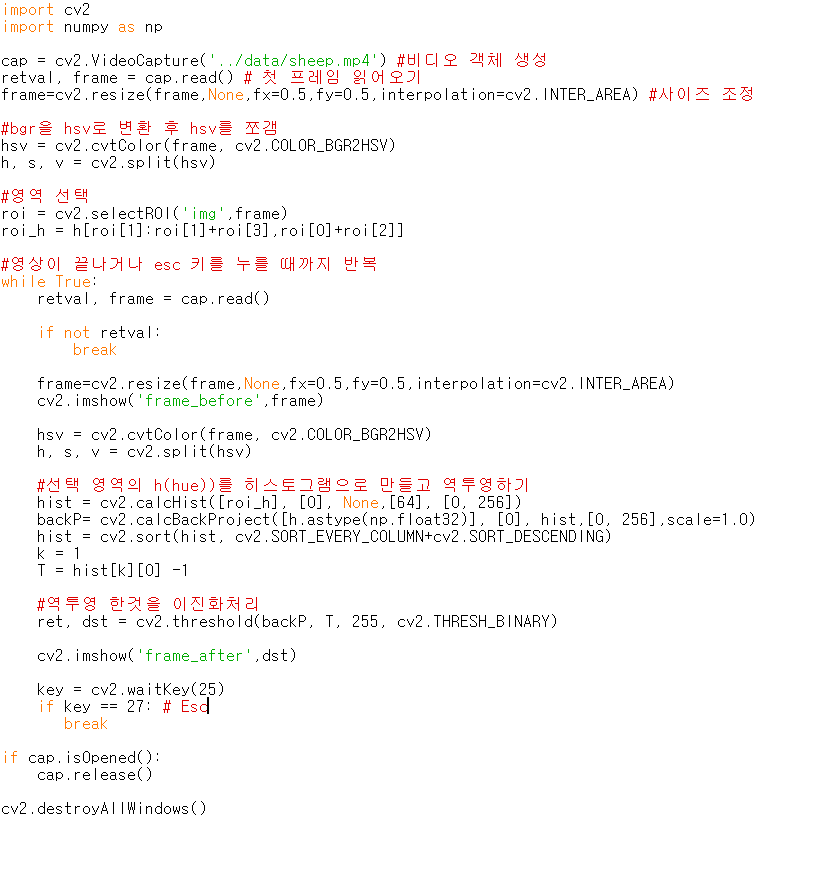 import cv2
import numpy as np
cap = cv2.VideoCapture('../data/sheep.mp4') #비디오 객체 생성
retval, frame = cap.read() # 첫 프레임 읽어오기
frame=cv2.resize(frame,None,fx=0.5,fy=0.5,interpolation=cv2.INTER_AREA) #사이즈 조정
#bgr을 hsv로 변환 후 hsv를 쪼갬
hsv = cv2.cvtColor(frame, cv2.COLOR_BGR2HSV)
h, s, v = cv2.split(hsv)
#영역 선택
roi = cv2.selectROI('img',frame)
roi_h = h[roi[1]:roi[1]+roi[3],roi[0]+roi[2]]
#영상이 끝나거나 esc 키를 누를 때까지 반복
while True:
    retval, frame = cap.read()
    if not retval:
        break
    frame=cv2.resize(frame,None,fx=0.5,fy=0.5,interpolation=cv2.INTER_AREA)
    cv2.imshow('frame_before',frame)
    hsv = cv2.cvtColor(frame, cv2.COLOR_BGR2HSV)
    h, s, v = cv2.split(hsv)
    #선택 영역의 h(hue))를 히스토그램으로 만들고 역투영하기
    hist = cv2.calcHist([roi_h], [0], None,[64], [0, 256])
    backP= cv2.calcBackProject([h.astype(np.float32)], [0], hist,[0, 256],scale=1.0)
    hist = cv2.sort(hist, cv2.SORT_EVERY_COLUMN+cv2.SORT_DESCENDING)
    k = 1
    T = hist[k][0] -1
    #역투영 한것을 이진화처리
    ret, dst = cv2.threshold(backP, T, 255, cv2.THRESH_BINARY)
    cv2.imshow('frame_after',dst)
    key = cv2.waitKey(25)
    if key == 27: # Esc
       break
if cap.isOpened():
    cap.release()
cv2.destroyAllWindows()